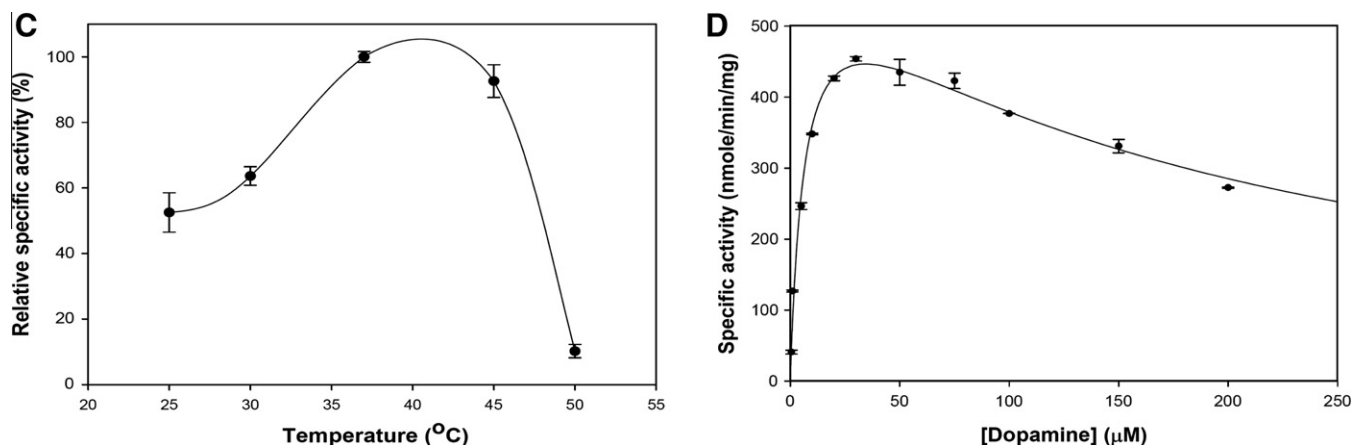 C
Relative specific activity (%)
100
80
60
40
20
0
20 25 30 35 40 45 50 55
Temperature (ºC)
D
Specific activity (nmole/min/mg)
500
400
300
200
100
0
0 50 100 150 200 250
[Dopamine] (μM)